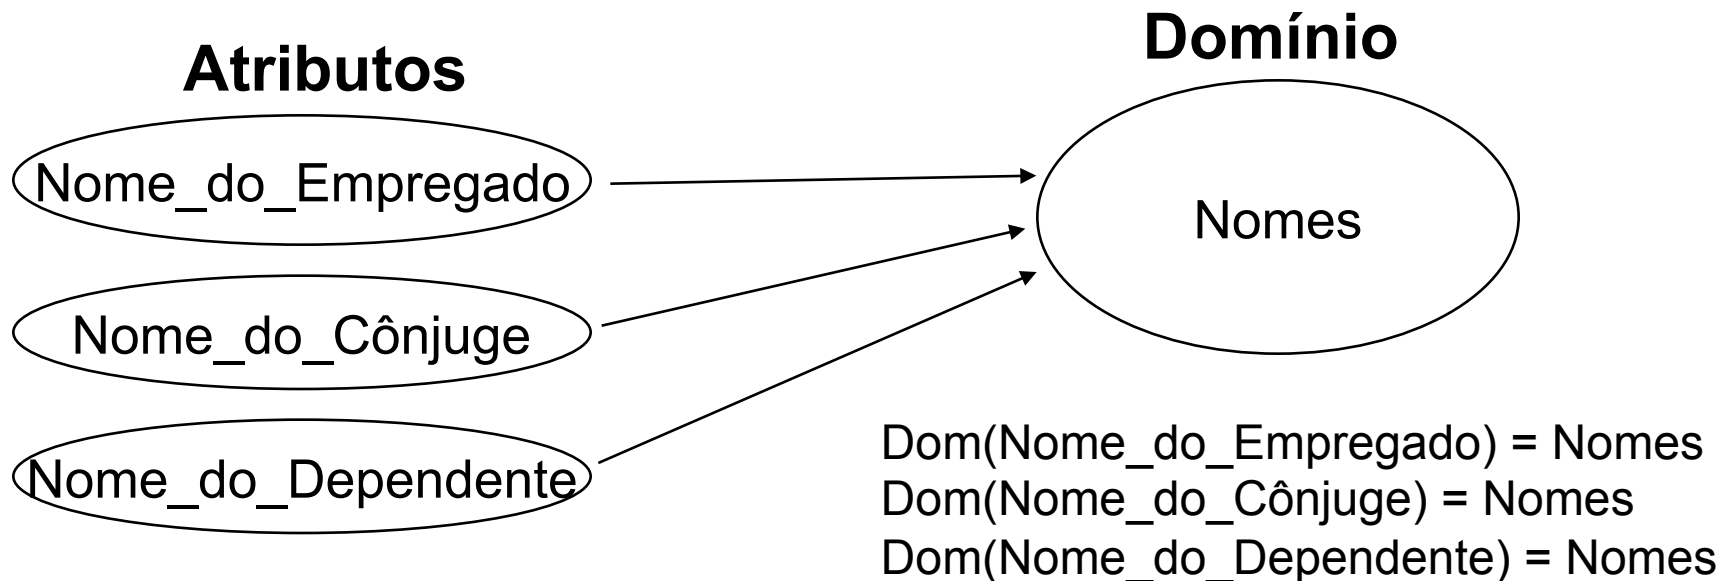 Atributos
Nome_do_Empregado
Nome_do_Cônjuge
Nome_do_Dependente
Domínio
Nomes
Dom(Nome_do_Empregado) = Nomes
Dom(Nome_do_Cônjuge) = Nomes
Dom(Nome_do_Dependente) = Nomes